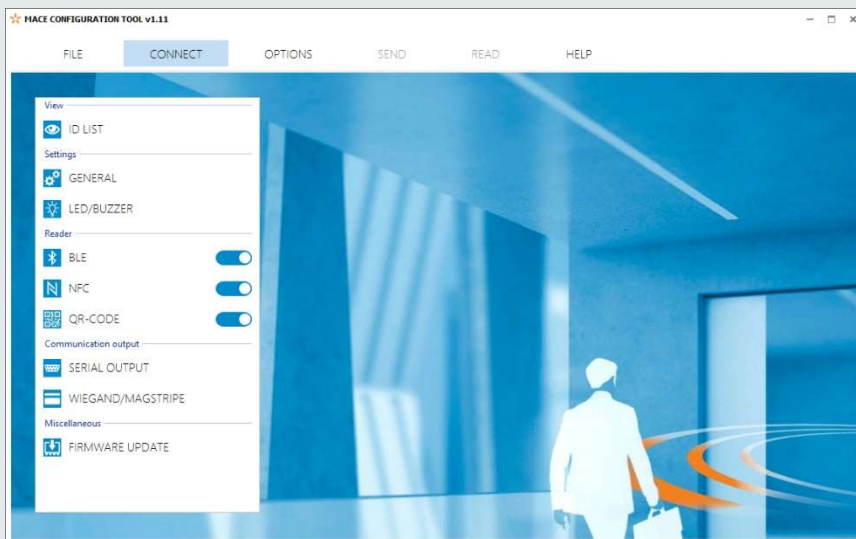 MACE CONFIGURATION TOOL v1.11
FILE CONNECT OPTIONS SEND READ HELP
View
ID LIST
Settings
GENERAL
LED/BUZZER
Reader
BLE
NFC
QR-CODE
Communication output
SERIAL OUTPUT
WIEGAND/MAGSTRIPE
Miscellaneous
FIRMWARE UPDATE